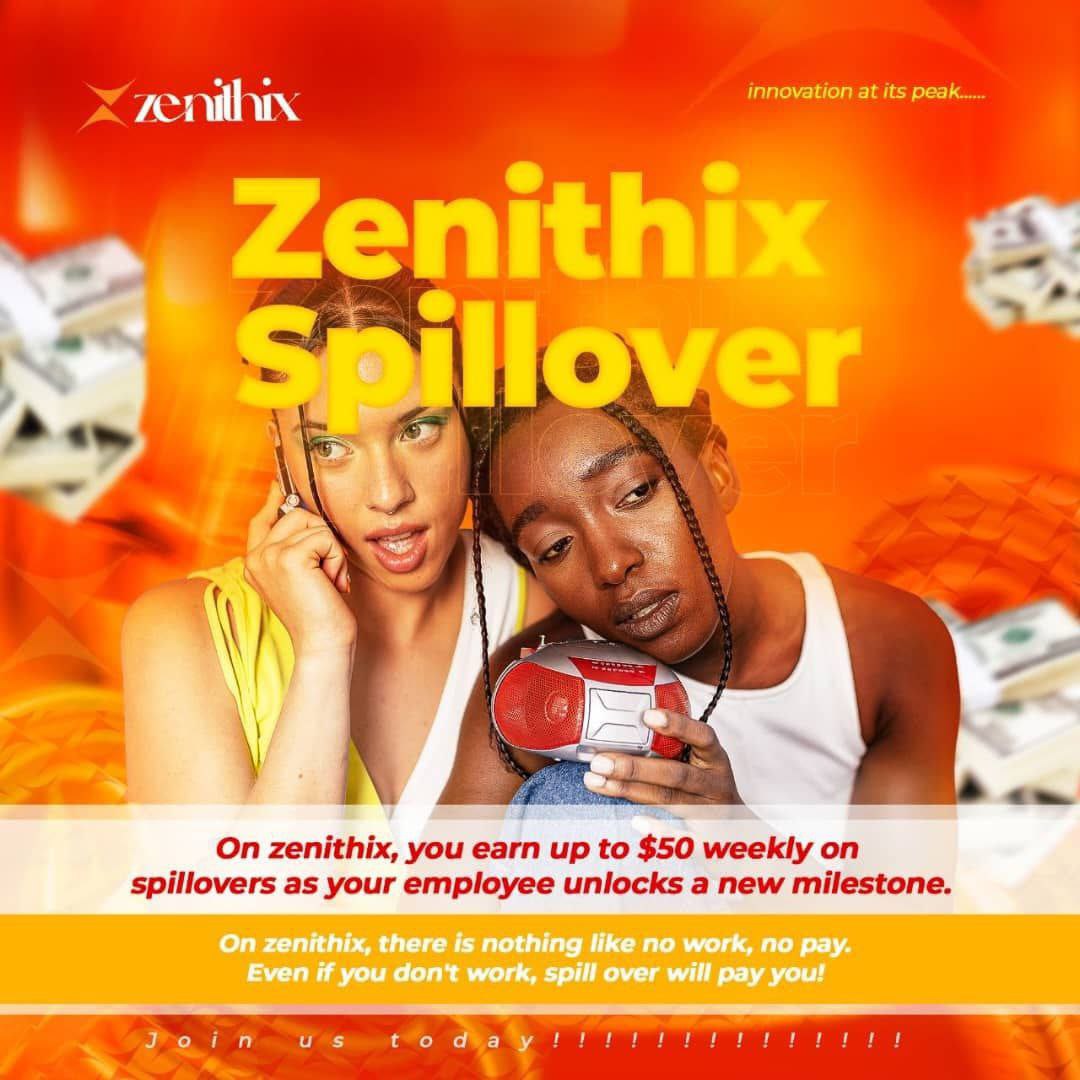 zenithix
innovation at its peak......
Zenithix
Spillover
On zenithix, you earn up to $50 weekly on
spillovers as your employee unlocks a new milestone.
On zenithix, there is nothing like no work, no pay.
Even if you don't work, spill over will pay you!
Join us today!!!!!!!!!!!!!!!